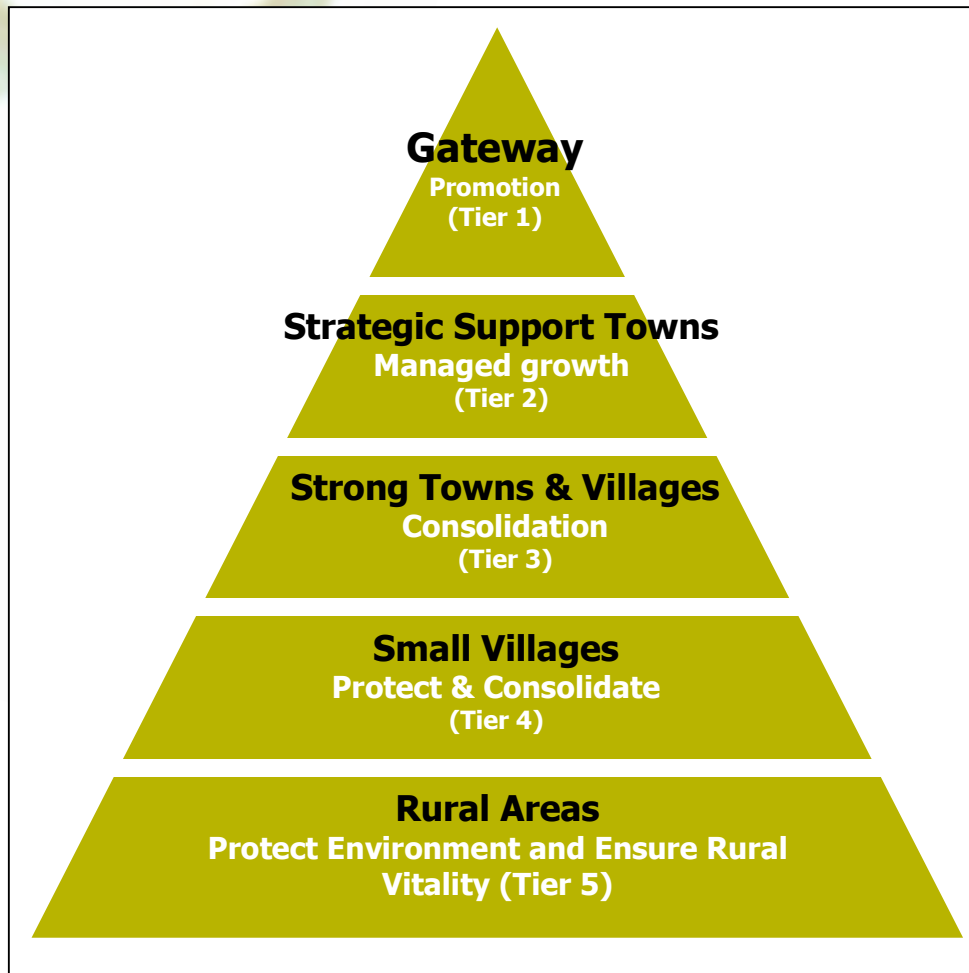 Gateway
Promotion
(Tier 1)
Strategic Support Towns
Managed growth
(Tier 2)
Strong Towns & Villages
Consolidation
(Tier 3)
Small Villages
Protect & Consolidate
(Tier 4)
Rural Areas
Protect Environment and Ensure Rural
Vitality (Tier 5)